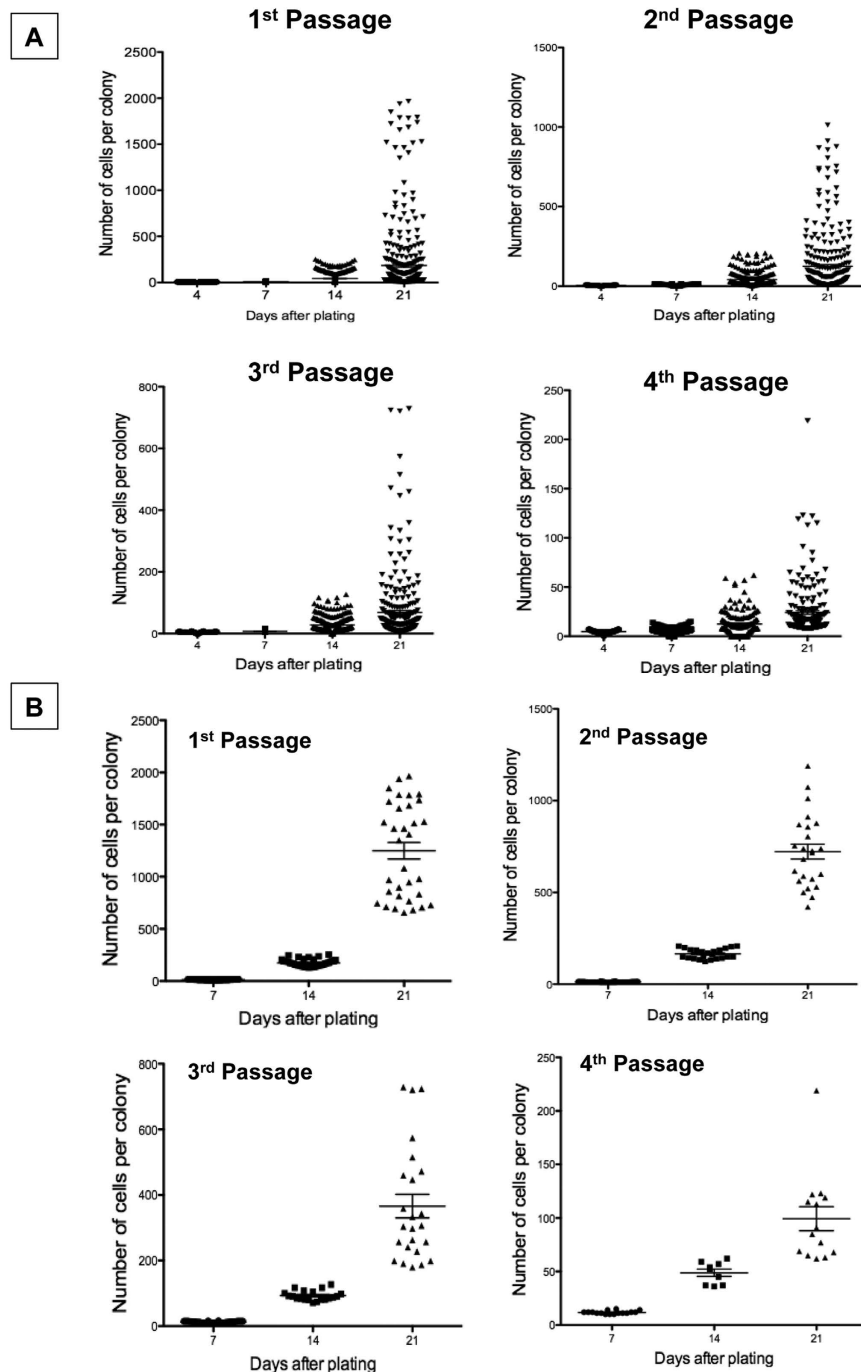 A
1st Passage
2nd Passage
Number of cells per colony
2500
2000
1500
1000
500
0
4 7 14 21
Days after plating
Number of cells per colony
1500
1000
500
0
4 7 14 21
Days after plating
3rd Passage
4th Passage
Number of cells per colony
800
600
400
200
0
4 7 14 21
Days after plating
Number of cells per colony
250
200
150
100
50
0
4 7 14 21
Days after plating
B
1st Passage
Number of cells per colony
2500
2000
1500
1000
500
0
7 14 21
Days after plating
2nd Passage
Number of cells per colony
1500
1000
500
0
7 14 21
Days after plating
3rd Passage
Number of cells per colony
800
600
400
200
0
7 14 21
Days after plating
4th Passage
Number of cells per colony
250
200
150
100
50
0
7 14 21
Days after plating